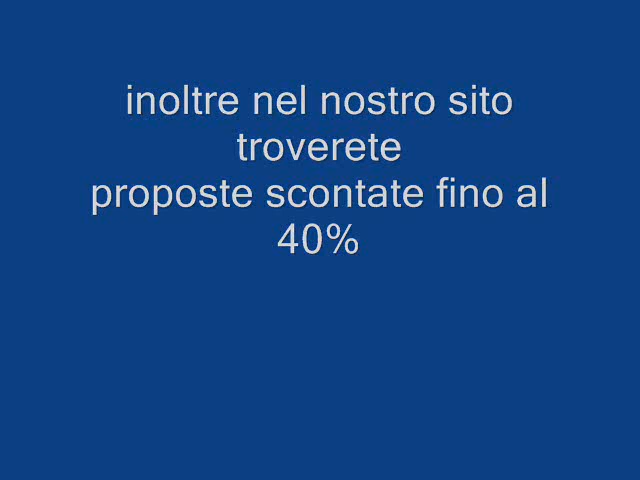 inoltre nel nostro sito
troverete
proposte scontate fino al
40%